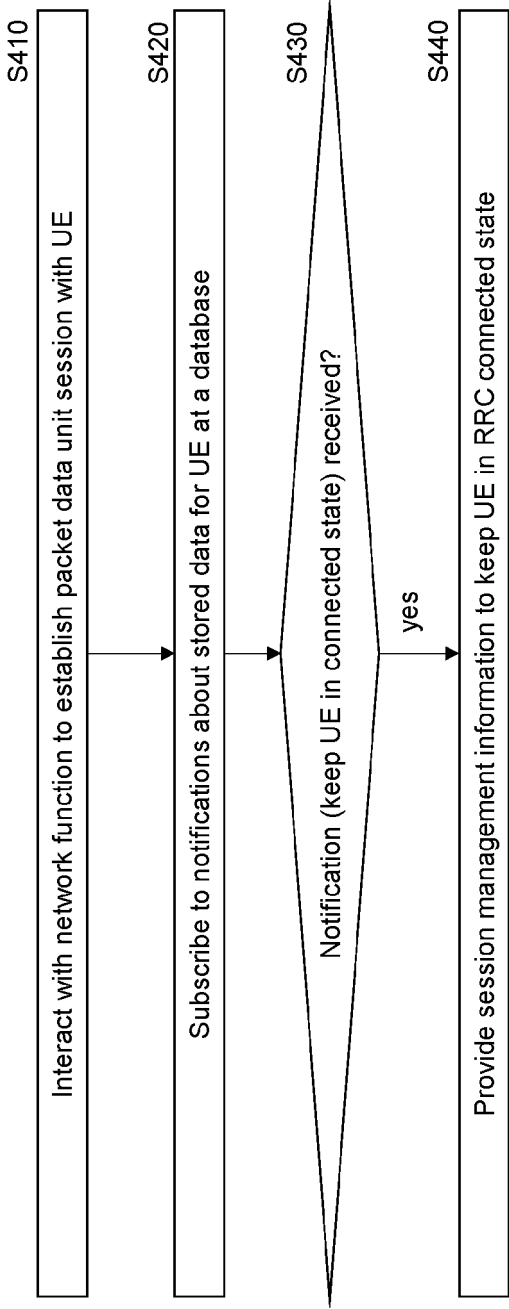 S410
Interact with network function to establish packet data unit session with UE
S420
Subscribe to notifications about stored data for UE at a database
S430
Notification (keep UE in connected state) received?
yes
S440
Provide session management information to keep UE in RRC connected state